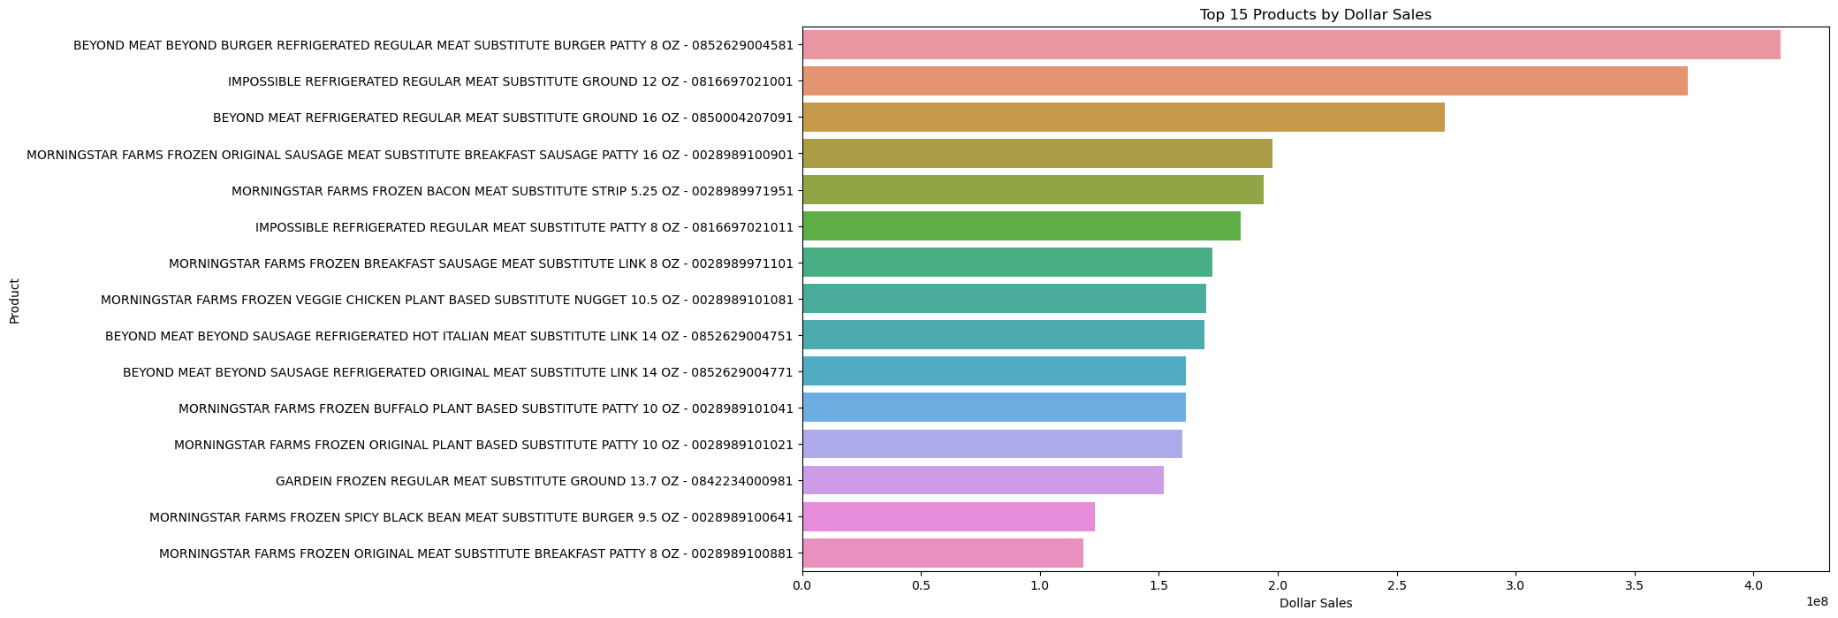 Top 15 Products by Dollar Sales
BEYOND MEAT BEYOND BURGER REFRIGERATED REGULAR MEAT SUBSTITUTE BURGER PATTY 8 OZ - 0852629004581
IMPOSSIBLE REFRIGERATED REGULAR MEAT SUBSTITUTE GROUND 12 OZ - 0816697021001
BEYOND MEAT REFRIGERATED REGULAR MEAT SUBSTITUTE GROUND 16 OZ - 0850004207091
MORNINGSTAR FARMS FROZEN ORIGINAL SAUSAGE MEAT SUBSTITUTE BREAKFAST SAUSAGE PATTY 16 OZ - 0028989100901
MORNINGSTAR FARMS FROZEN BACON MEAT SUBSTITUTE STRIP 5.25 OZ - 0028989971951
IMPOSSIBLE REFRIGERATED REGULAR MEAT SUBSTITUTE PATTY 8 OZ - 0816697021011
MORNINGSTAR FARMS FROZEN BREAKFAST SAUSAGE MEAT SUBSTITUTE LINK 8 OZ - 0028989971101
MORNINGSTAR FARMS FROZEN VEGGIE CHICKEN PLANT BASED SUBSTITUTE NUGGET 10.5 OZ - 0028989101081
BEYOND MEAT BEYOND SAUSAGE REFRIGERATED HOT ITALIAN MEAT SUBSTITUTE LINK 14 OZ - 0852629004751
BEYOND MEAT BEYOND SAUSAGE REFRIGERATED ORIGINAL MEAT SUBSTITUTE LINK 14 OZ - 0852629004771
MORNINGSTAR FARMS FROZEN BUFFALO PLANT BASED SUBSTITUTE PATTY 10 OZ - 0028989101041
MORNINGSTAR FARMS FROZEN ORIGINAL PLANT BASED SUBSTITUTE PATTY 10 OZ - 0028989101021
GARDEIN FROZEN REGULAR MEAT SUBSTITUTE GROUND 13.7 OZ - 0842234000981
MORNINGSTAR FARMS FROZEN SPICY BLACK BEAN MEAT SUBSTITUTE BURGER 9.5 OZ - 0028989100641
MORNINGSTAR FARMS FROZEN ORIGINAL MEAT SUBSTITUTE BREAKFAST PATTY 8 OZ - 0028989100881
Product
0.0 0.5 1.0 1.5 2.0 2.5 3.0 3.5 4.0
Dollar Sales
1e8